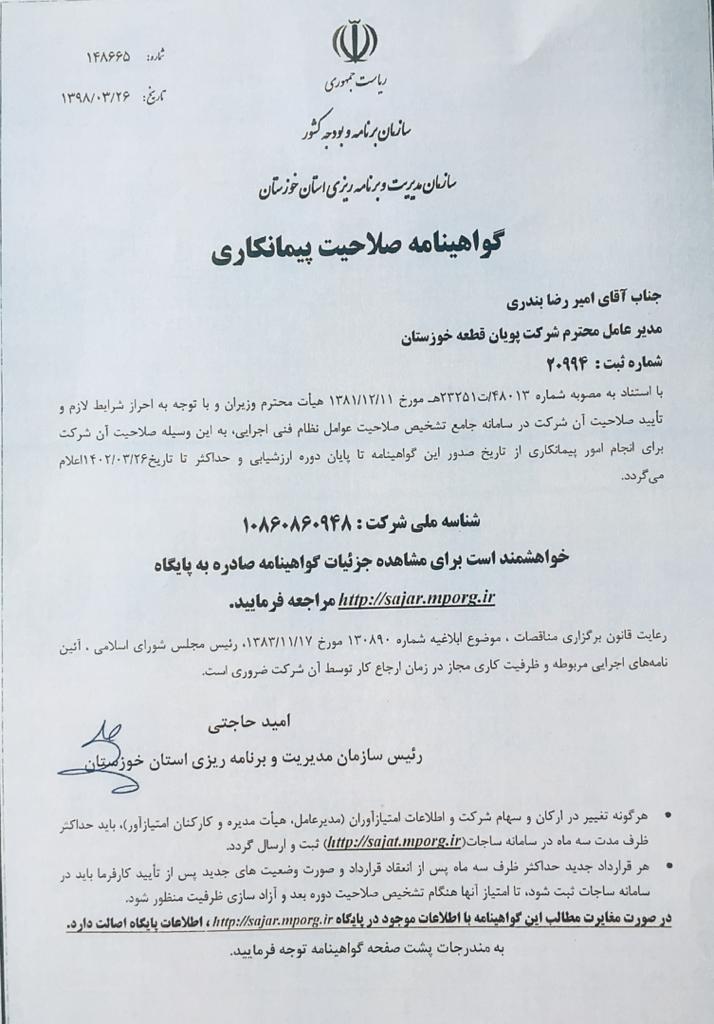 شماره: ۱۴۸۶۶۵
تاریخ: ۱۳۹۸/۰۳/۲۶
ریاست جمهوری
سازمان برنامه و بودجه کشور
سازمان مدیریت و برنامه ریزی استان خوزستان
گواهینامه صلاحیت پیمانکاری
جناب آقای امیر رضا بندری
مدیر عامل محترم شرکت پویان قطعه خوزستان
شماره ثبت : ۲۰۹۹۴
با استناد به مصوبه شماره ۴۸۰۱۳/ت۲۳۲۵۱هـ مورخ ۱۳۸۱/۱۲/۱۱ هیأت محترم وزیران و با توجه به احراز شرایط لازم و
تأیید صلاحیت آن شرکت در سامانه جامع تشخیص صلاحیت عوامل نظام فنی اجرایی، به این وسیله صلاحیت آن شرکت
برای انجام امور پیمانکاری از تاریخ صدور این گواهینامه تا پایان دوره ارزشیابی و حداکثر تا تاریخ۱۴۰۲/۰۳/۲۶اعلام
می‌گردد.
شناسه ملی شرکت : ۱۰۸۶۰۸۶۰۹۴۸
خواهشمند است برای مشاهده جزئیات گواهینامه صادره به پایگاه
http://sajar.mporg.ir مراجعه فرمایید.
رعایت قانون برگزاری مناقصات ، موضوع ابلاغیه شماره ۱۳۰۸۹۰ مورخ ۱۳۸۳/۱۱/۱۷، رئیس مجلس شورای اسلامی ، آئین
نامه‌های اجرایی مربوطه و ظرفیت کاری مجاز در زمان ارجاع کار توسط آن شرکت ضروری است.
امید حاجتی
رئیس سازمان مدیریت و برنامه ریزی استان خوزستان
• هرگونه تغییر در ارکان و سهام شرکت و اطلاعات امتیازآوران (مدیرعامل، هیأت مدیره و کارکنان امتیازآور)، باید حداکثر
ظرف مدت سه ماه در سامانه ساجات(http://sajat.mporg.ir) ثبت و ارسال گردد.
• هر قرارداد جدید حداکثر ظرف سه ماه پس از انعقاد قرارداد و صورت وضعیت های جدید پس از تأیید کارفرما باید در
سامانه ساجات ثبت شود، تا امتیاز آنها هنگام تشخیص صلاحیت دوره بعد و آزاد سازی ظرفیت منظور شود.
در صورت مغایرت مطالب این گواهینامه با اطلاعات موجود در پایگاه http://sajar.mporg.ir ، اطلاعات پایگاه اصالت دارد.
به مندرجات پشت صفحه گواهینامه توجه فرمایید.